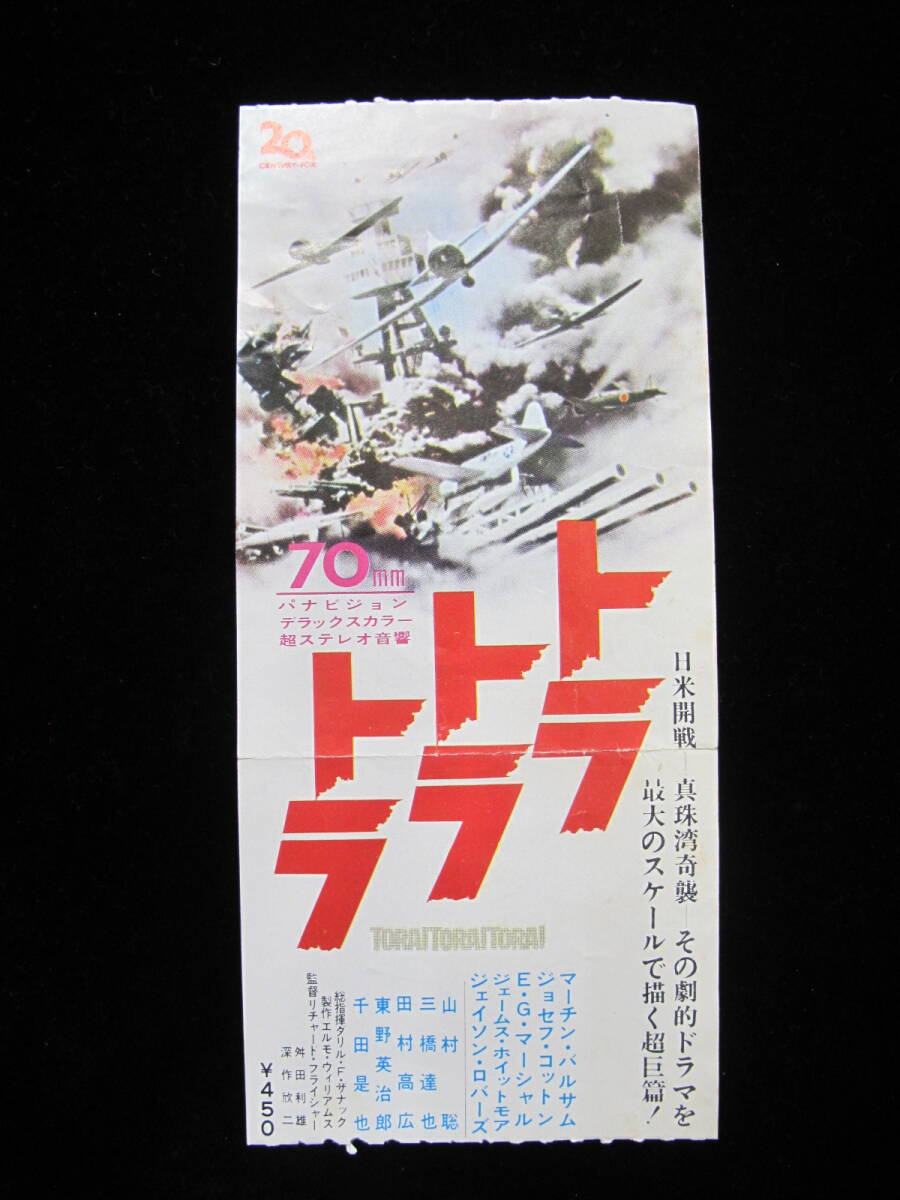 20th
CENTURY-FOX
70mm
パナビジョン
デラックスカラー
超ステレオ音響
トラ
トラ
トラ
TORA!TORA!TORA!
日米開戦―真珠湾奇襲―その劇的ドラマを
最大のスケールで描く超巨篇！
マーチン・バルサム
ジョセフ・コットン
E・G・マーシャル
ジェームス・ホイットモア
ジェイソン・ロバーズ
山村 聡
三橋達也
田村高広
東野英治郎
千田是也
総指揮ダリル・F・ザナック
製作エルモ・ウィリアムス
監督リチャード・フライシャー
舛田利雄
深作欣二
¥450